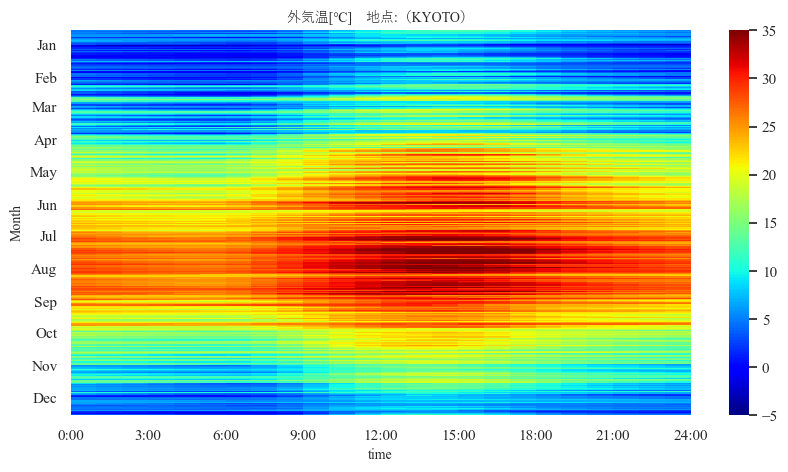 外気温[℃]　地点:（KYOTO）
Jan
Feb
Mar
Apr
May
Jun
Jul
Aug
Sep
Oct
Nov
Dec
Month
0:00 3:00 6:00 9:00 12:00 15:00 18:00 21:00 24:00
time
35
30
25
20
15
10
5
0
−5